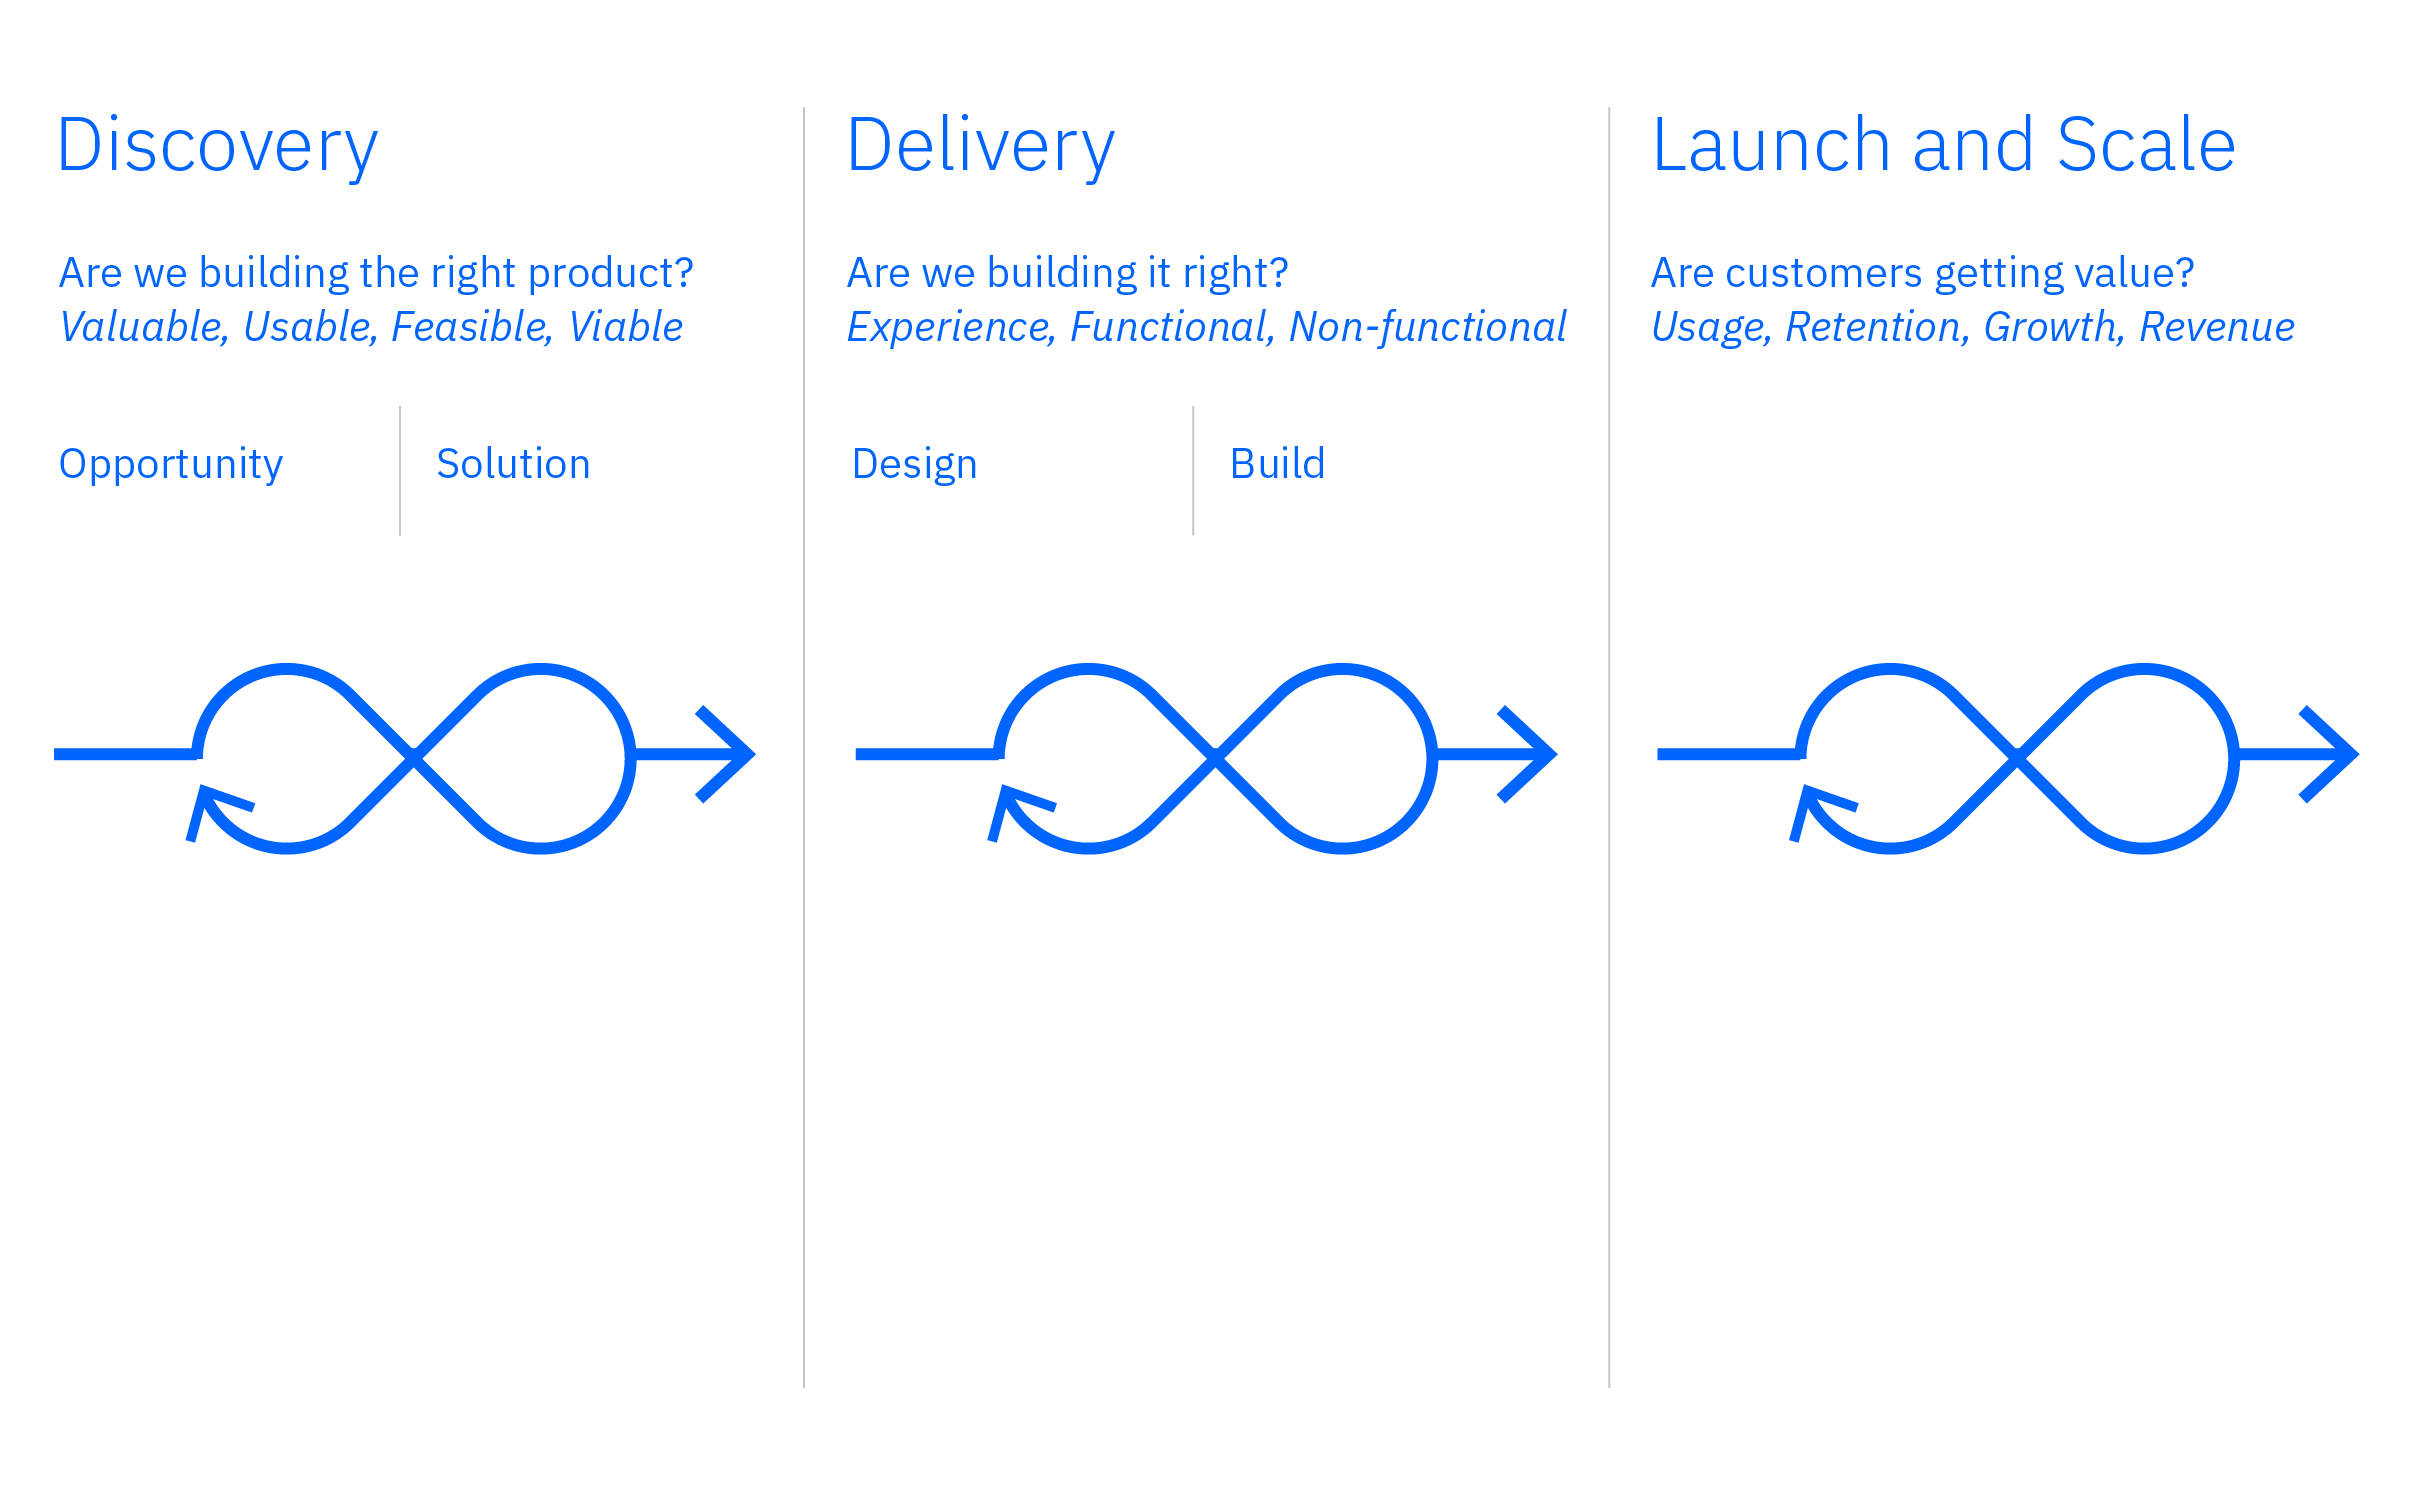 Discovery
Are we building the right product?
Valuable, Usable, Feasible, Viable
Opportunity
Solution
Delivery
Are we building it right?
Experience, Functional, Non-functional
Design
Build
Launch and Scale
Are customers getting value?
Usage, Retention, Growth, Revenue